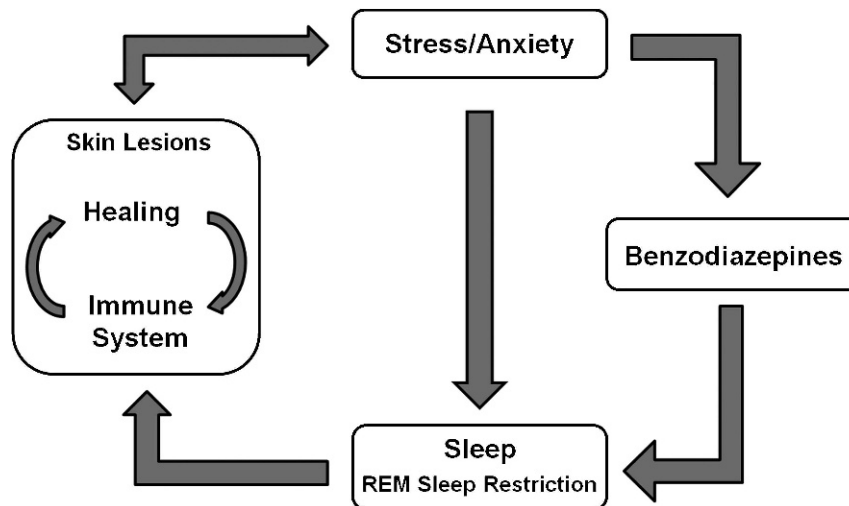 Stress/Anxiety
Skin Lesions
Healing
Immune
System
Benzodiazepines
Sleep
REM Sleep Restriction